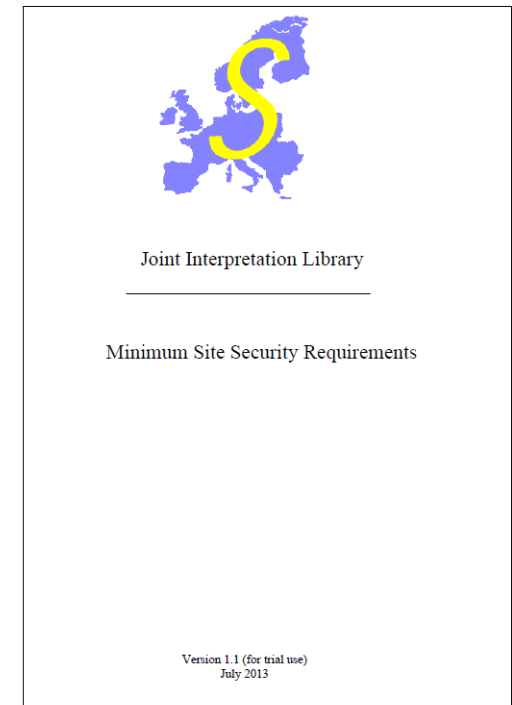 S
Joint Interpretation Library
Minimum Site Security Requirements
Version 1.1 (for trial use)
July 2013